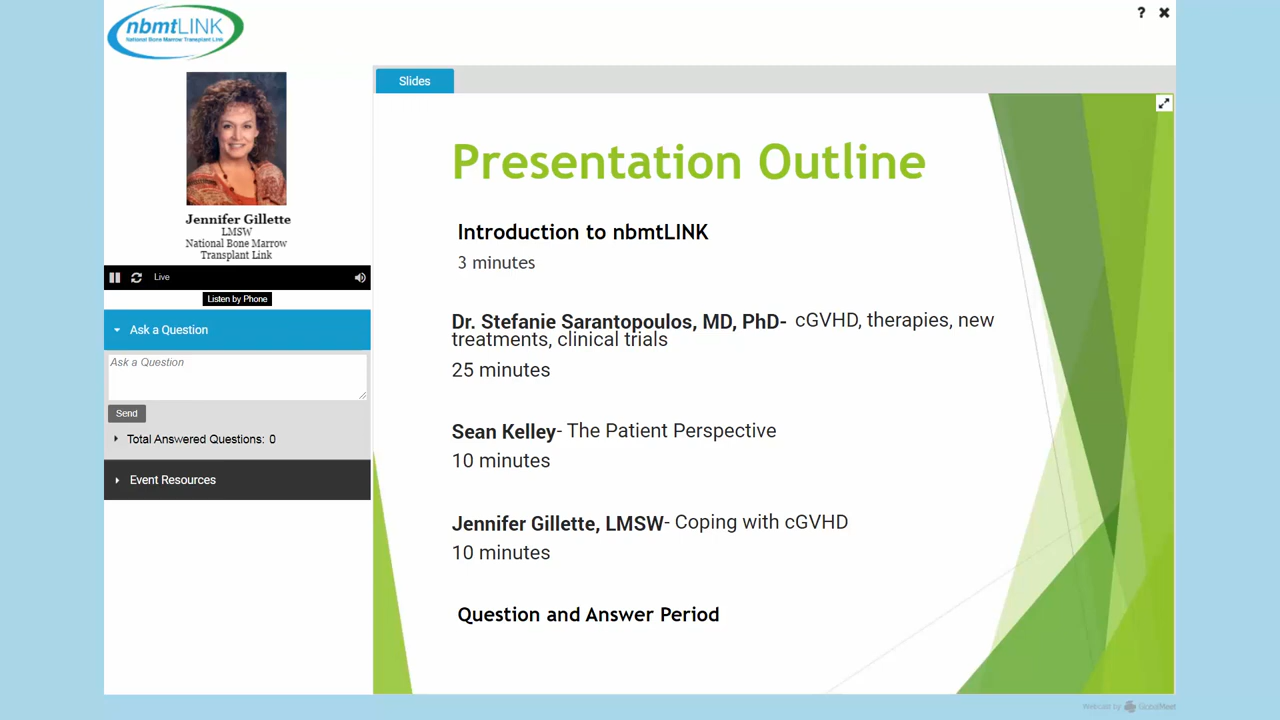 nbmtLINK
National Bone Marrow Transplant Link
? ✖
Jennifer Gillette
LMSW
National Bone Marrow
Transplant Link
Live
Listen by Phone
Ask a Question
Ask a Question
Send
Total Answered Questions: 0
Event Resources
Slides
Presentation Outline
Introduction to nbmtLINK
3 minutes
Dr. Stefanie Sarantopoulos, MD, PhD- cGVHD, therapies, new
treatments, clinical trials
25 minutes
Sean Kelley- The Patient Perspective
10 minutes
Jennifer Gillette, LMSW- Coping with cGVHD
10 minutes
Question and Answer Period
Webcast by